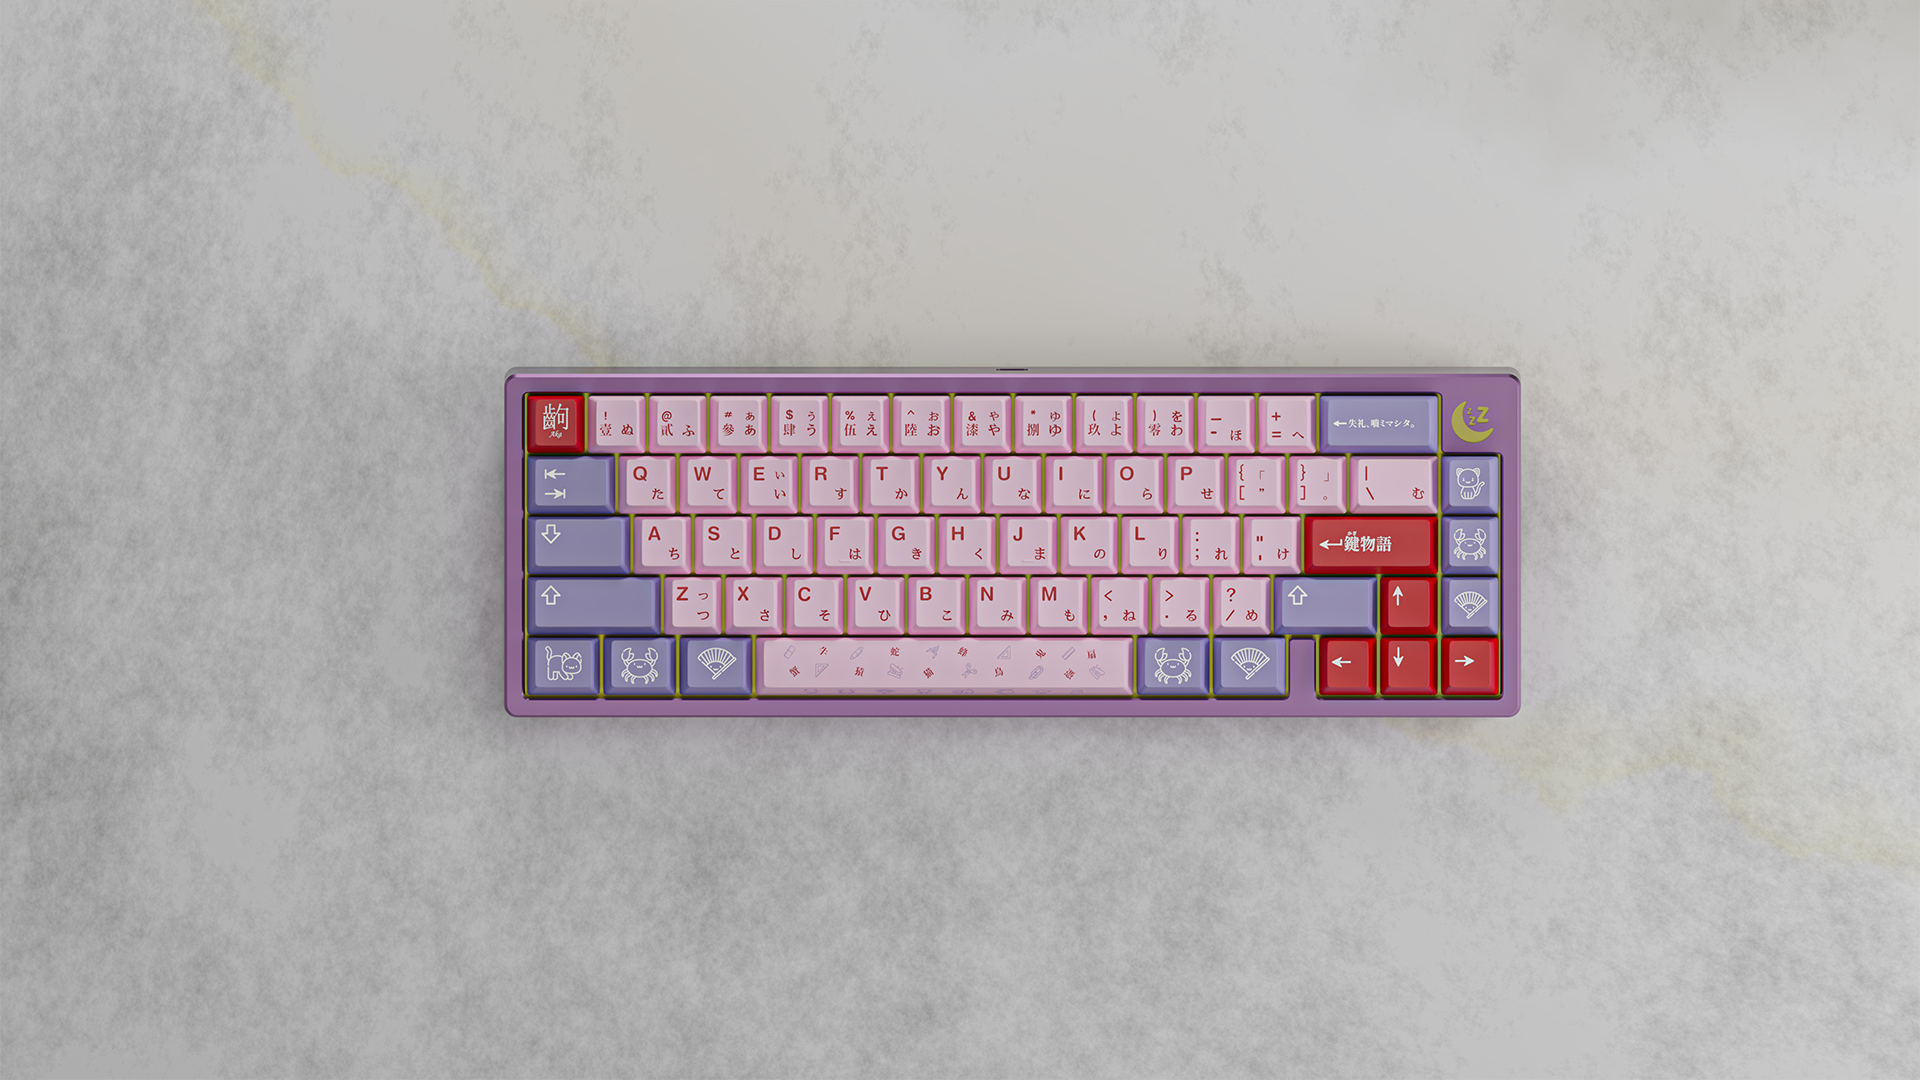 齣 ! 壹 ぬ @ 貳 ふ # ぁ 參 あ $ ぅ 肆 う % ぇ 伍 え ^ ぉ 陸 お & ゃ 漆 や * ゅ 捌 ゆ ( ょ 玖 よ ) を 零 わ _ - ほ + = へ ←失礼、噛ミマシタ。 zZZ
Q た W て E ぃ い R す T か Y ん U な I に O ら P せ { 「 [ ゛ } 」 ] 。 | \ む
A ち S と D し F は G き H く J ま K の L り : ; れ " ' け ←鍵物語
Z っ つ X さ C そ V ひ B こ N み M も < , ね > . る ? / め